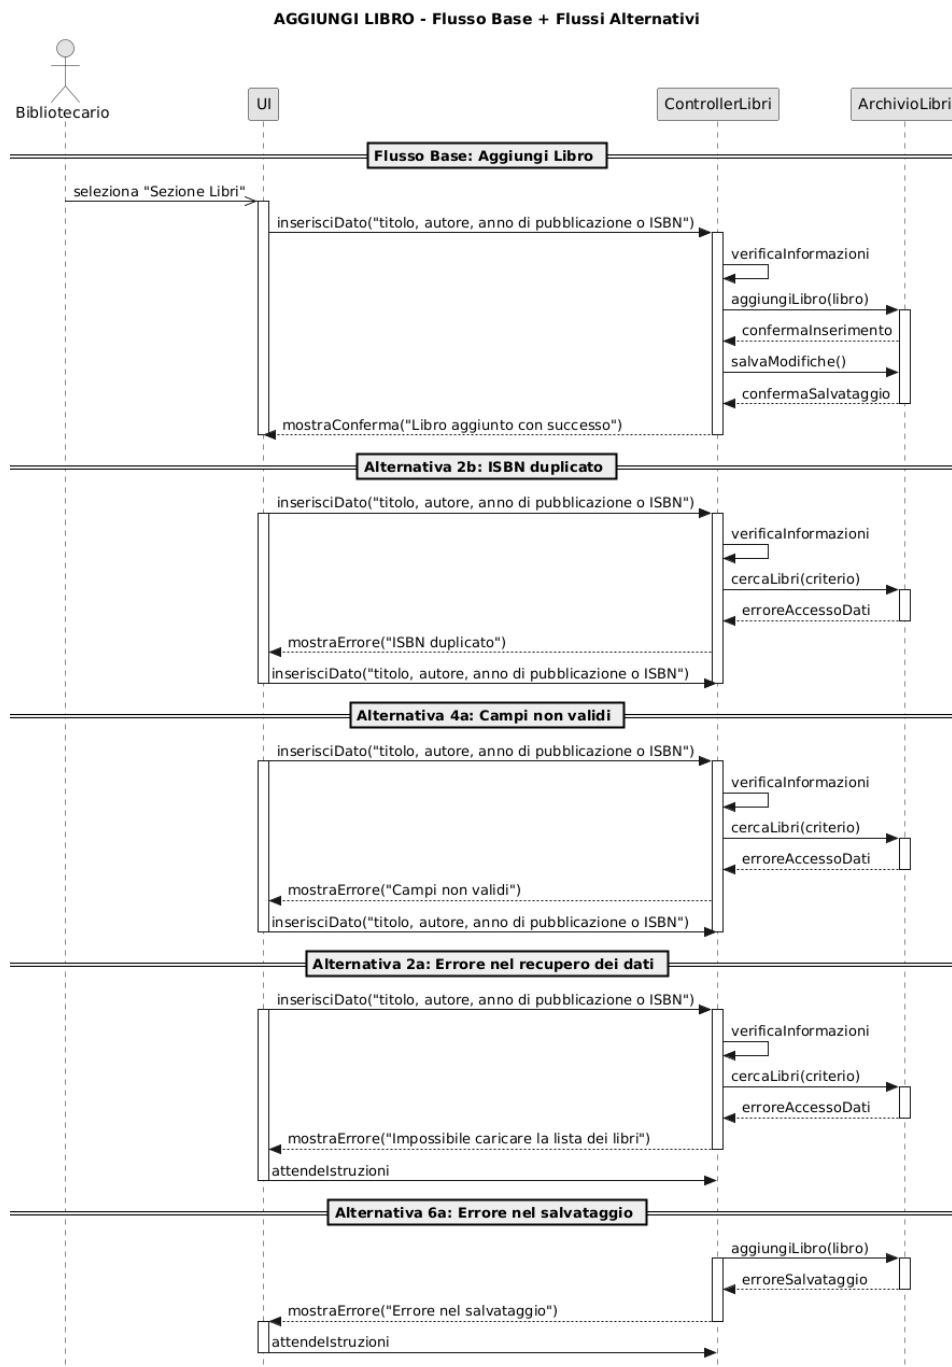 AGGIUNGI LIBRO - Flusso Base + Flussi Alternativi
Bibliotecario
UI
ControllerLibri
ArchivioLibri
Flusso Base: Aggiungi Libro
seleziona "Sezione Libri"
inserisciDato("titolo, autore, anno di pubblicazione o ISBN")
verificaInformazioni
aggiungiLibro(libro)
confermaInserimento
salvaModifiche()
confermaSalvataggio
mostraConferma("Libro aggiunto con successo")
Alternativa 2b: ISBN duplicato
inserisciDato("titolo, autore, anno di pubblicazione o ISBN")
verificaInformazioni
cercaLibri(criterio)
erroreAccessoDati
mostraErrore("ISBN duplicato")
inserisciDato("titolo, autore, anno di pubblicazione o ISBN")
Alternativa 4a: Campi non validi
inserisciDato("titolo, autore, anno di pubblicazione o ISBN")
verificaInformazioni
cercaLibri(criterio)
erroreAccessoDati
mostraErrore("Campi non validi")
inserisciDato("titolo, autore, anno di pubblicazione o ISBN")
Alternativa 2a: Errore nel recupero dei dati
inserisciDato("titolo, autore, anno di pubblicazione o ISBN")
verificaInformazioni
cercaLibri(criterio)
erroreAccessoDati
mostraErrore("Impossibile caricare la lista dei libri")
attendeIstruzioni
Alternativa 6a: Errore nel salvataggio
aggiungiLibro(libro)
erroreSalvataggio
mostraErrore("Errore nel salvataggio")
attendeIstruzioni